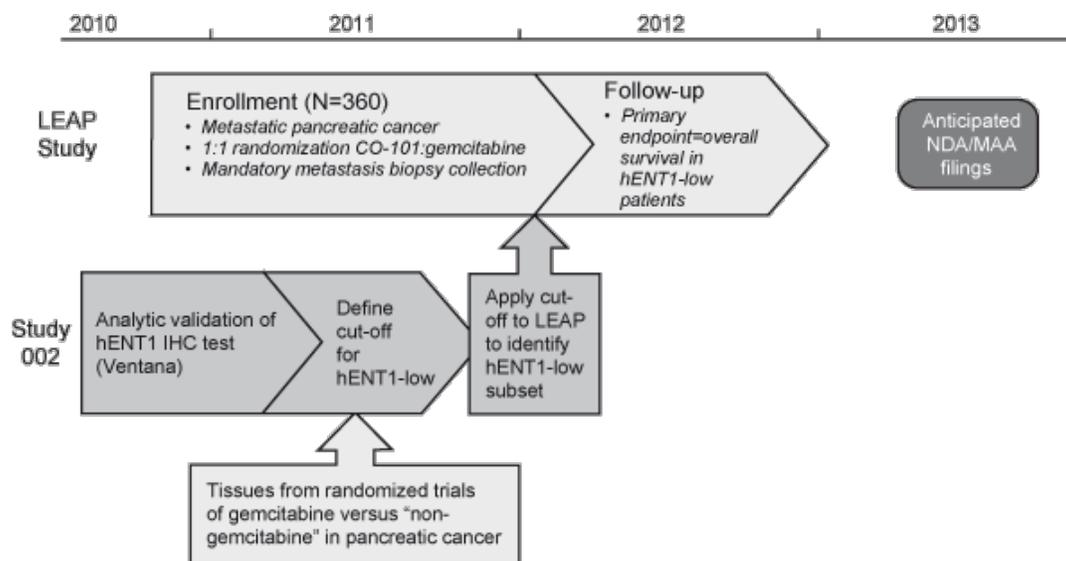 2010
2011
2012
2013
LEAP
Study
Enrollment (N=360)
• Metastatic pancreatic cancer
• 1:1 randomization CO-101:gemcitabine
• Mandatory metastasis biopsy collection
Follow-up
• Primary
endpoint=overall
survival in
hENT1-low
patients
Anticipated
NDA/MAA
filings
Study
002
Analytic validation of
hENT1 IHC test
(Ventana)
Define
cut-off
for
hENT1-low
Apply cut-
off to LEAP
to identify
hENT1-low
subset
Tissues from randomized trials
of gemcitabine versus “non-
gemcitabine” in pancreatic cancer